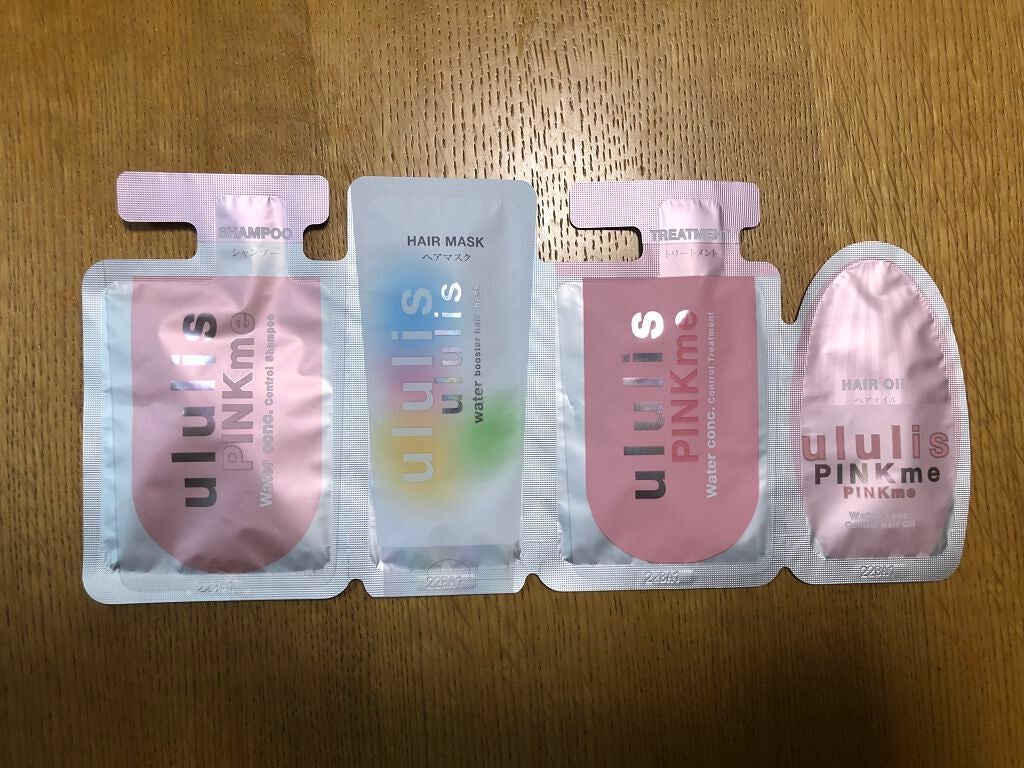 SHAMPOO
シャンプー
ululis
PINKme
Water conc. Control Shampoo
HAIR MASK
ヘアマスク
ululis
ululis
water booster hair mask
TREATMENT
トリートメント
ululis
PINKme
Water conc. Control Treatment
HAIR OIL
ヘアオイル
ululis
PINKme
PINKme
Water conc.
Control Hair Oil